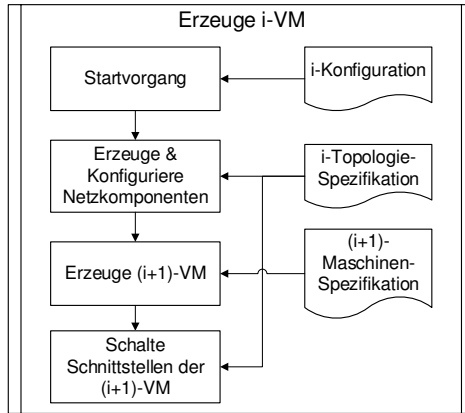 Erzeuge i-VM
Startvorgang
i-Konfiguration
Erzeuge &
Konfiguriere
Netzkomponenten
i-Topologie-
Spezifikation
Erzeuge (i+1)-VM
(i+1)-
Maschinen-
Spezifikation
Schalte
Schnittstellen der
(i+1)-VM